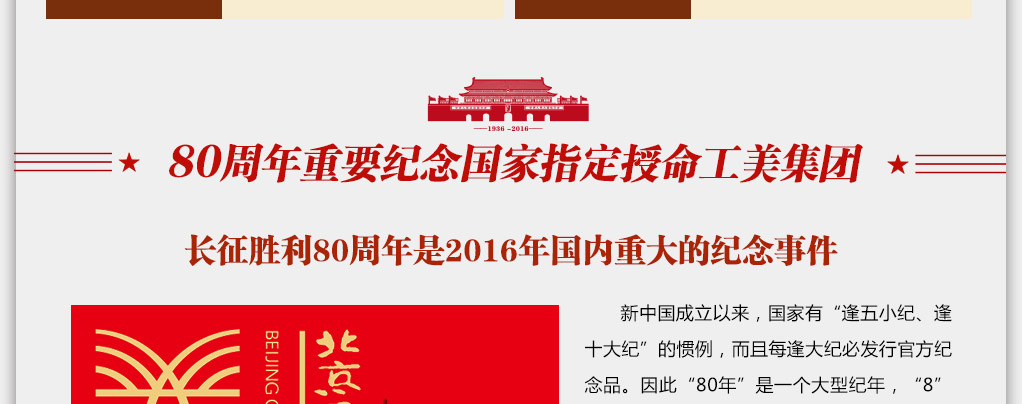 1936-2016
80周年重要纪念国家指定授命工美集团
长征胜利80周年是2016年国内重大的纪念事件
新中国成立以来，国家有“逢五小纪、逢
十大纪”的惯例，而且每逢大纪必发行官方纪
念品。因此“80年”是一个大型纪年，“8”
BEIJING
北京